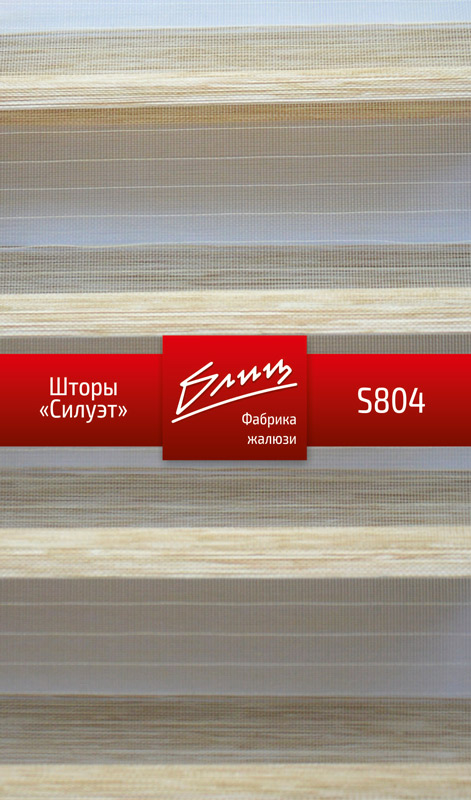 Шторы
«Силуэт»
Блиц
Фабрика
жалюзи
S804